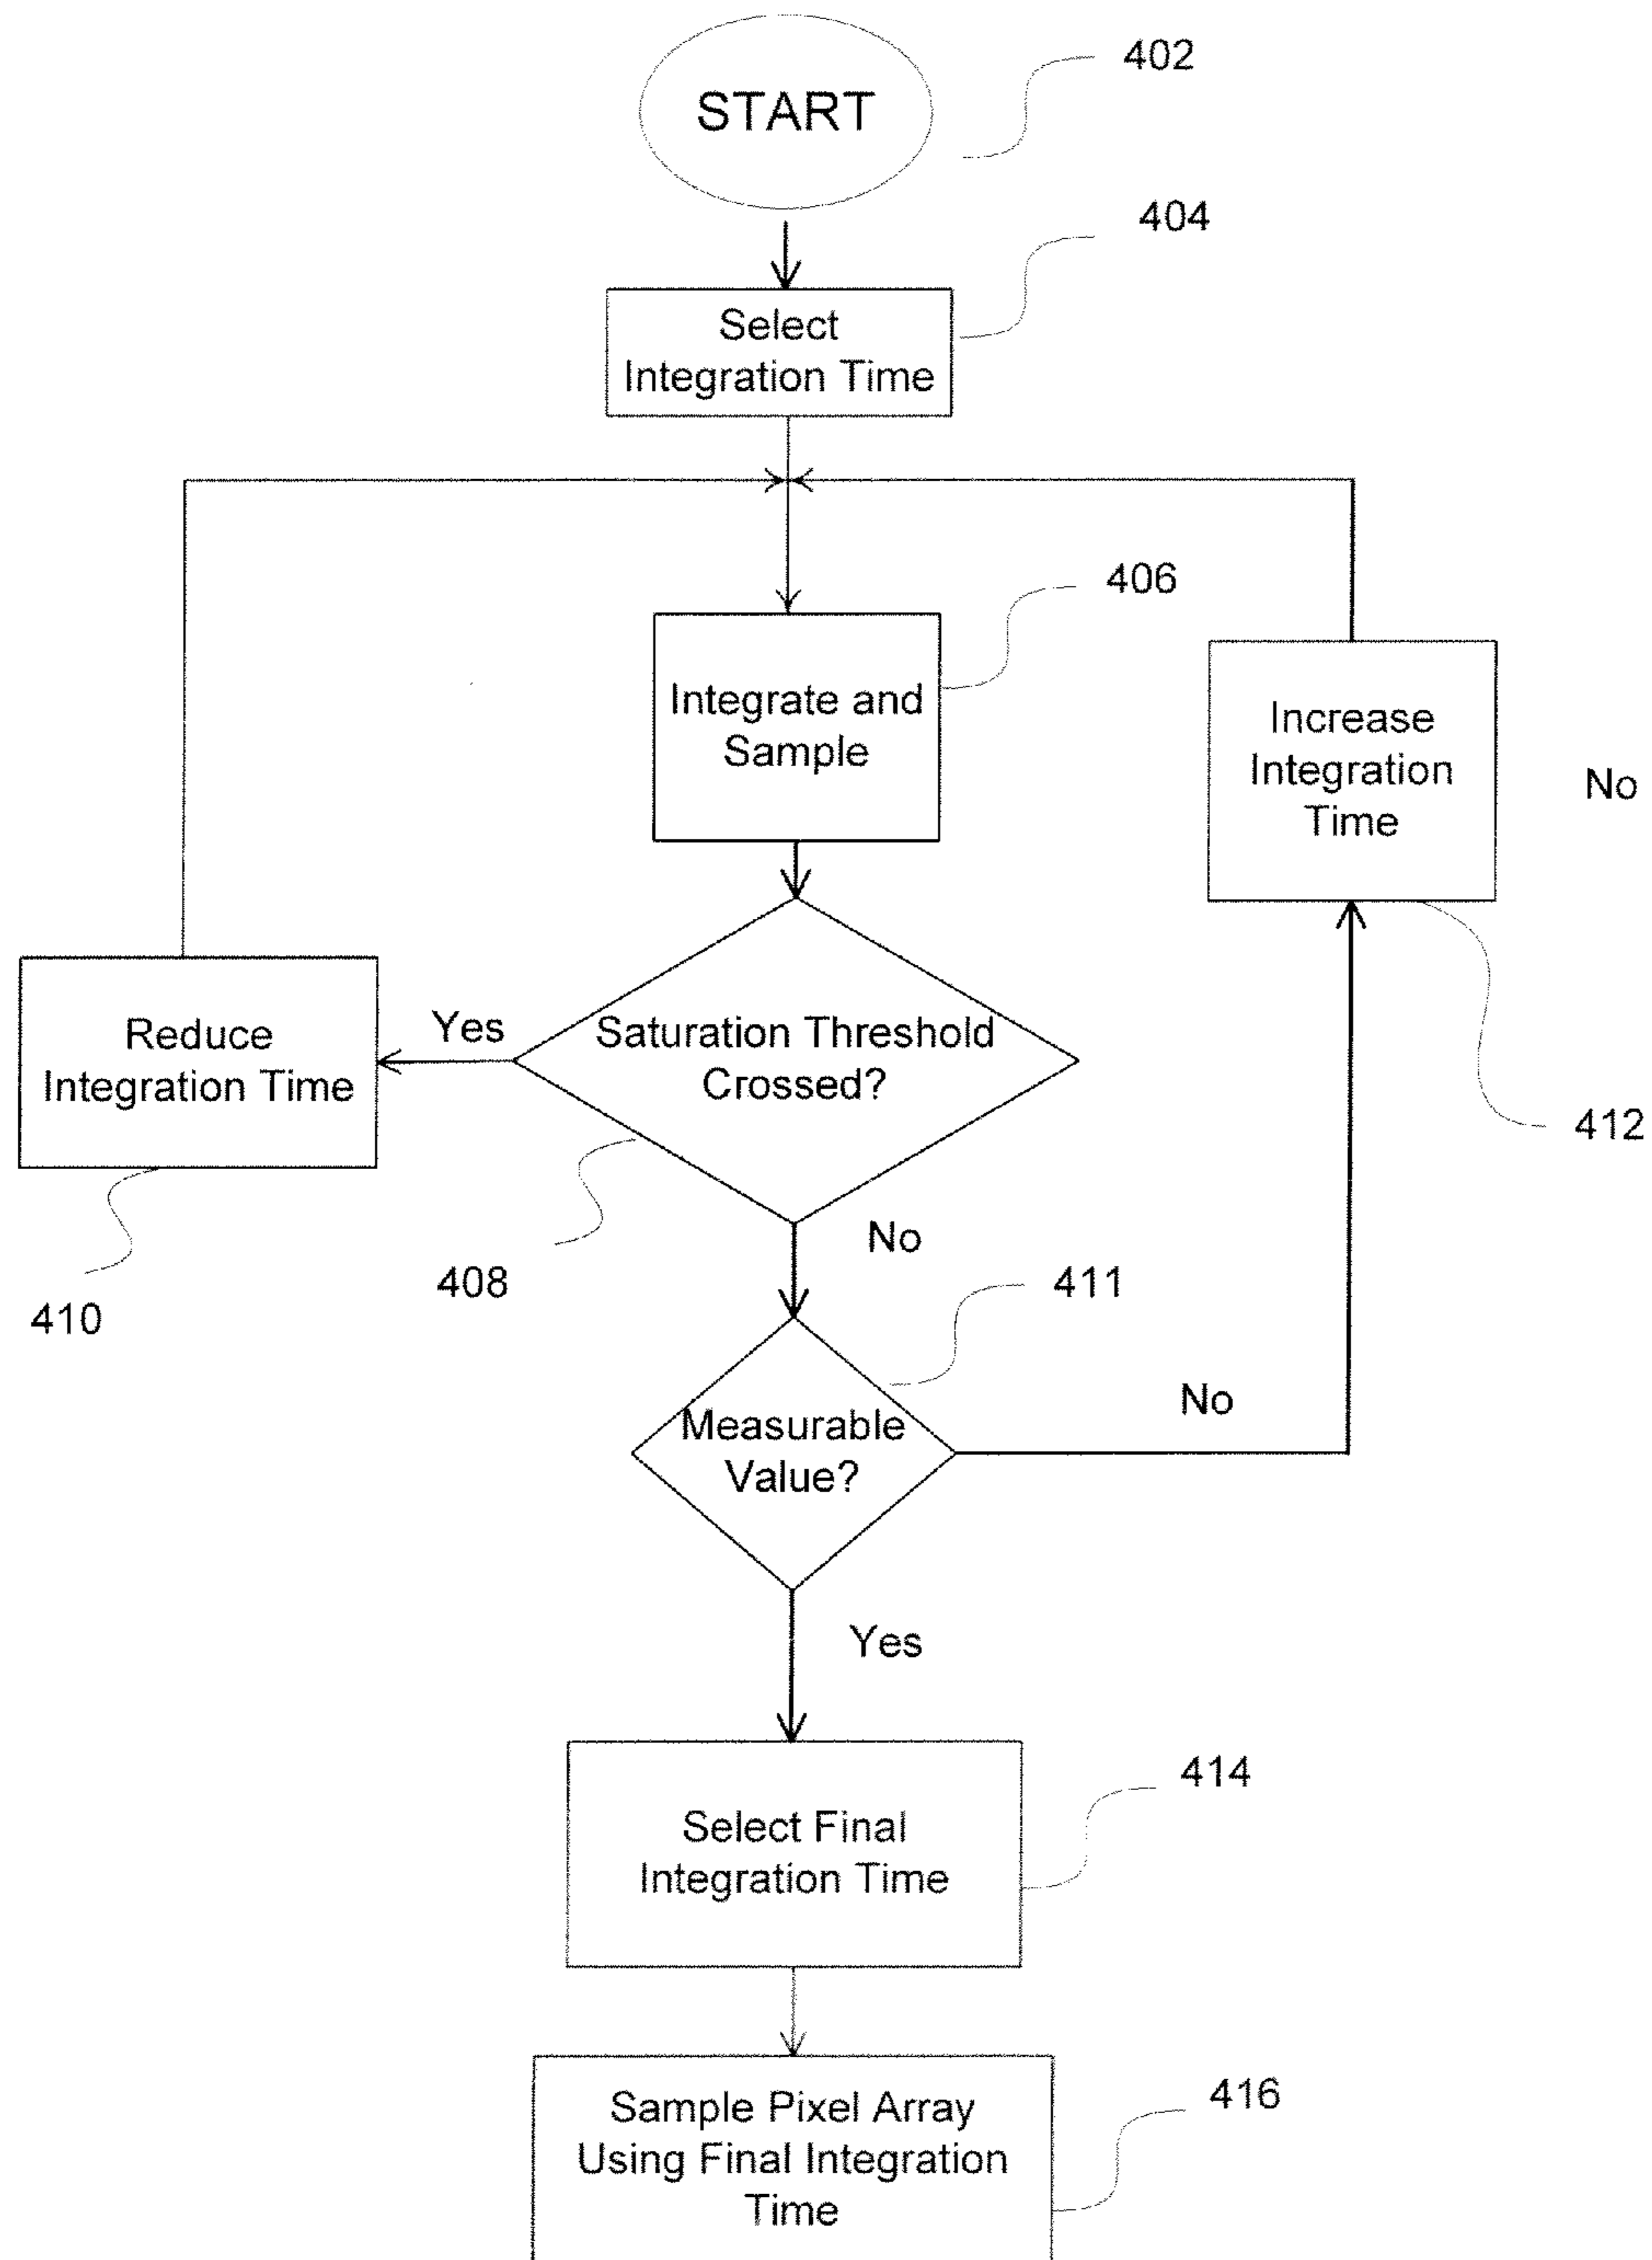 START
402
404
Select
Integration Time
406
Integrate and
Sample
Increase
Integration
Time
No
412
Reduce
Integration Time
410
Yes
Saturation Threshold
Crossed?
408
No
411
Measurable
Value?
No
Yes
414
Select Final
Integration Time
416
Sample Pixel Array
Using Final Integration
Time